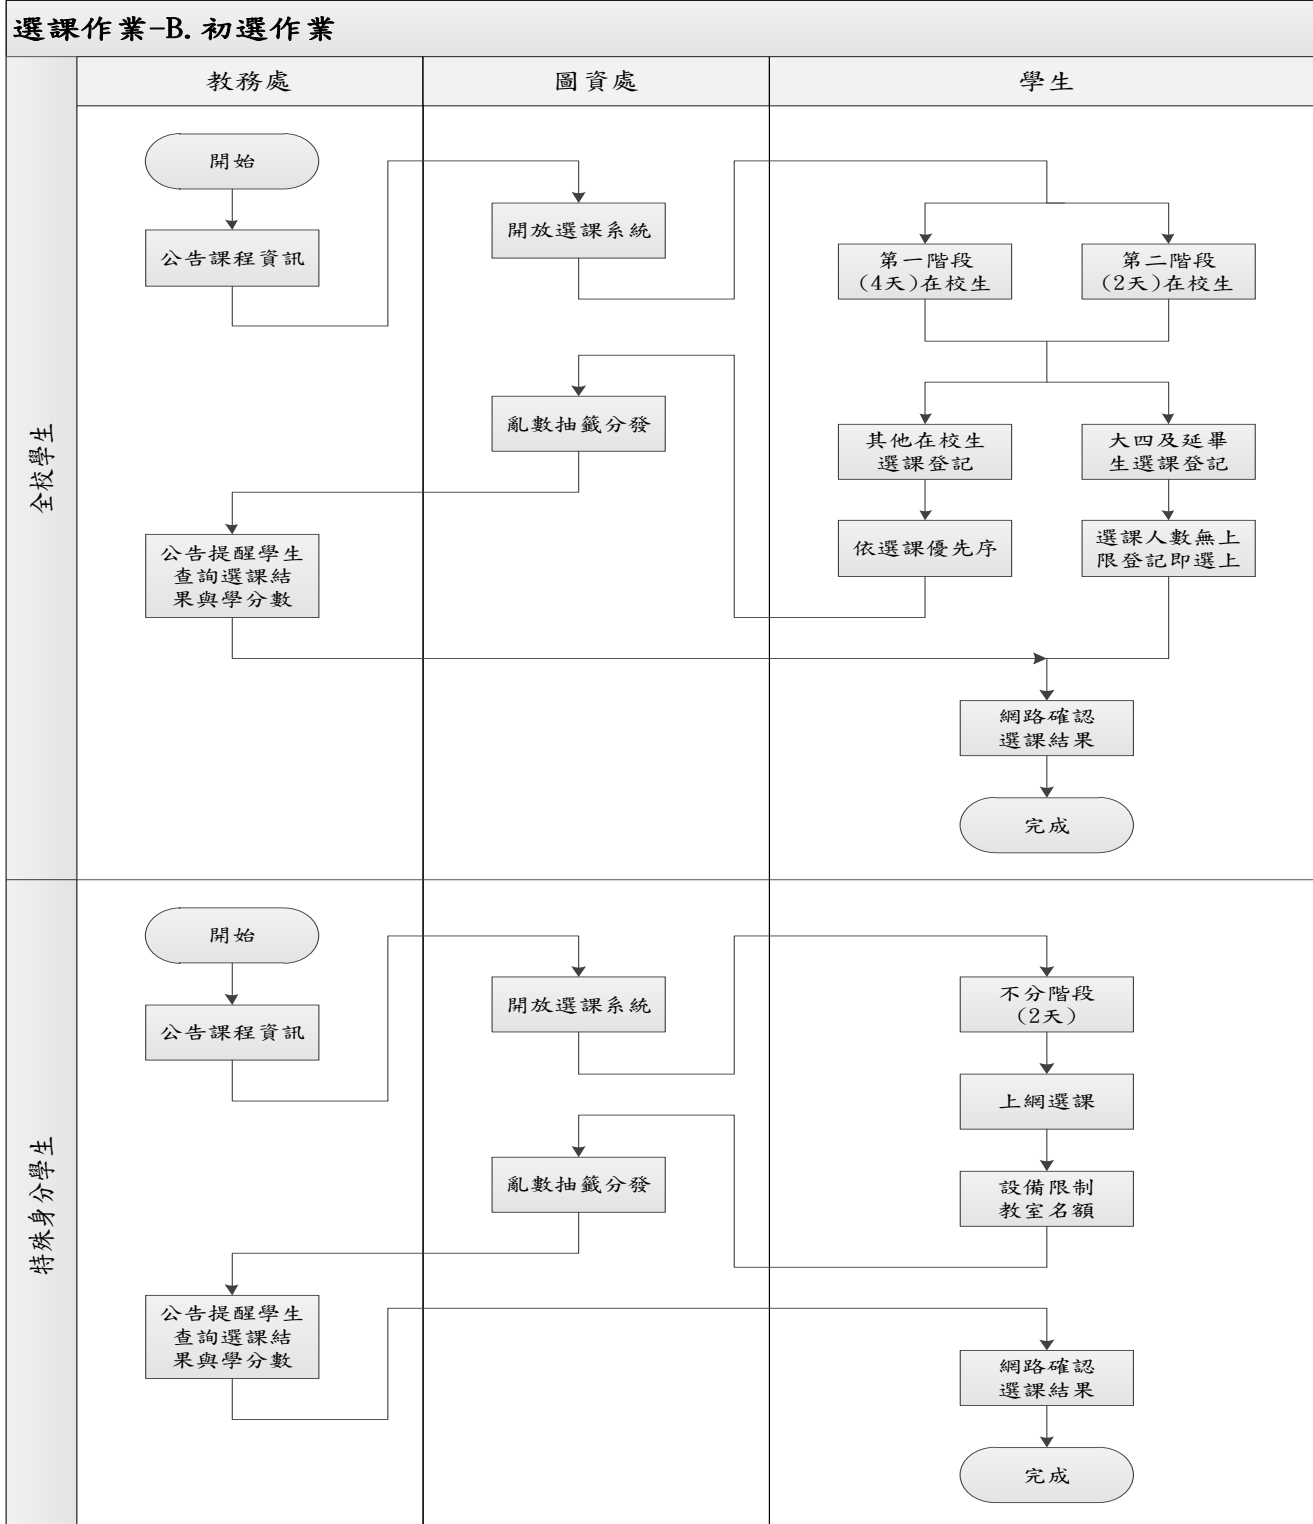 選課作業-B. 初選作業
教務處
圖資處
學生
全校學生
開始
公告課程資訊
開放選課系統
第一階段
(4天)在校生
第二階段
(2天)在校生
其他在校生
選課登記
大四及延畢
生選課登記
依選課優先序
選課人數無上
限登記即選上
亂數抽籤分發
公告提醒學生
查詢選課結
果與學分數
網路確認
選課結果
完成
特殊身分學生
開始
公告課程資訊
開放選課系統
不分階段
(2天)
上網選課
設備限制
教室名額
亂數抽籤分發
公告提醒學生
查詢選課結
果與學分數
網路確認
選課結果
完成